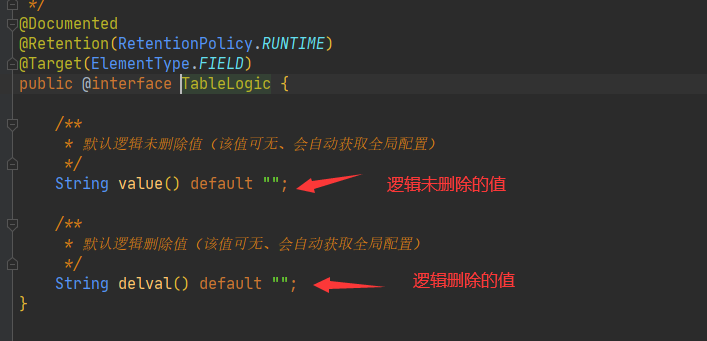 */
@Documented
@Retention(RetentionPolicy.RUNTIME)
@Target(ElementType.FIELD)
public @interface TableLogic {
/**
* 默认逻辑未删除值（该值可无、会自动获取全局配置）
*/
String value() default ""; 逻辑未删除的值
/**
* 默认逻辑删除值（该值可无、会自动获取全局配置）
*/
String delval() default ""; 逻辑删除的值
}